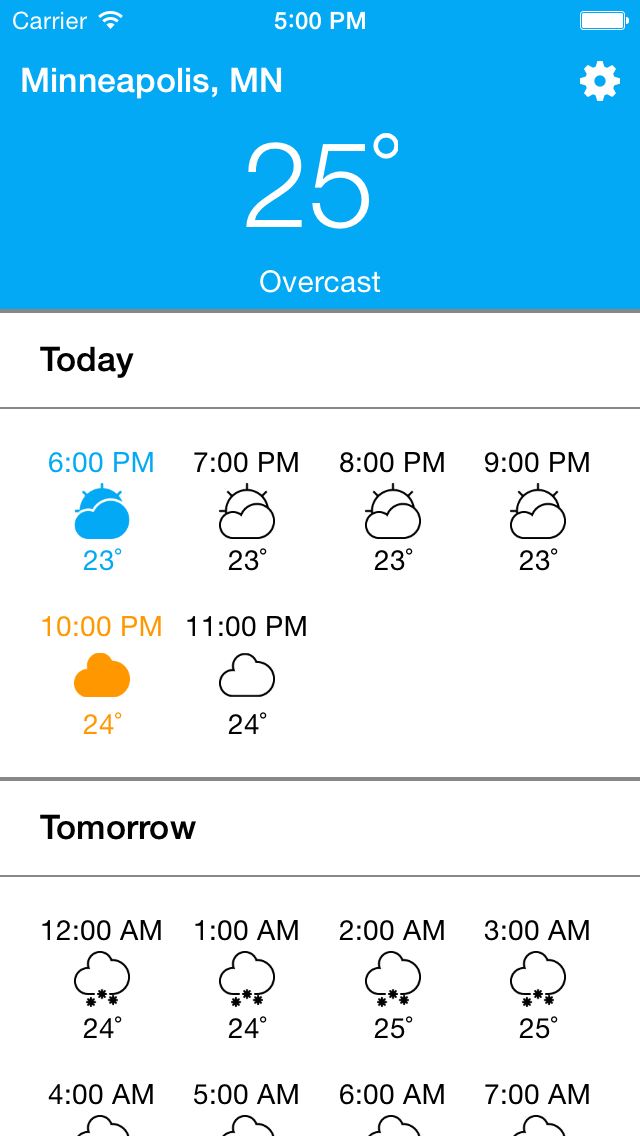 Carrier 5:00 PM
Minneapolis, MN
25°
Overcast
Today
6:00 PM 7:00 PM 8:00 PM 9:00 PM
23° 23° 23° 23°
10:00 PM 11:00 PM
24° 24°
Tomorrow
12:00 AM 1:00 AM 2:00 AM 3:00 AM
24° 24° 25° 25°
4:00 AM 5:00 AM 6:00 AM 7:00 AM